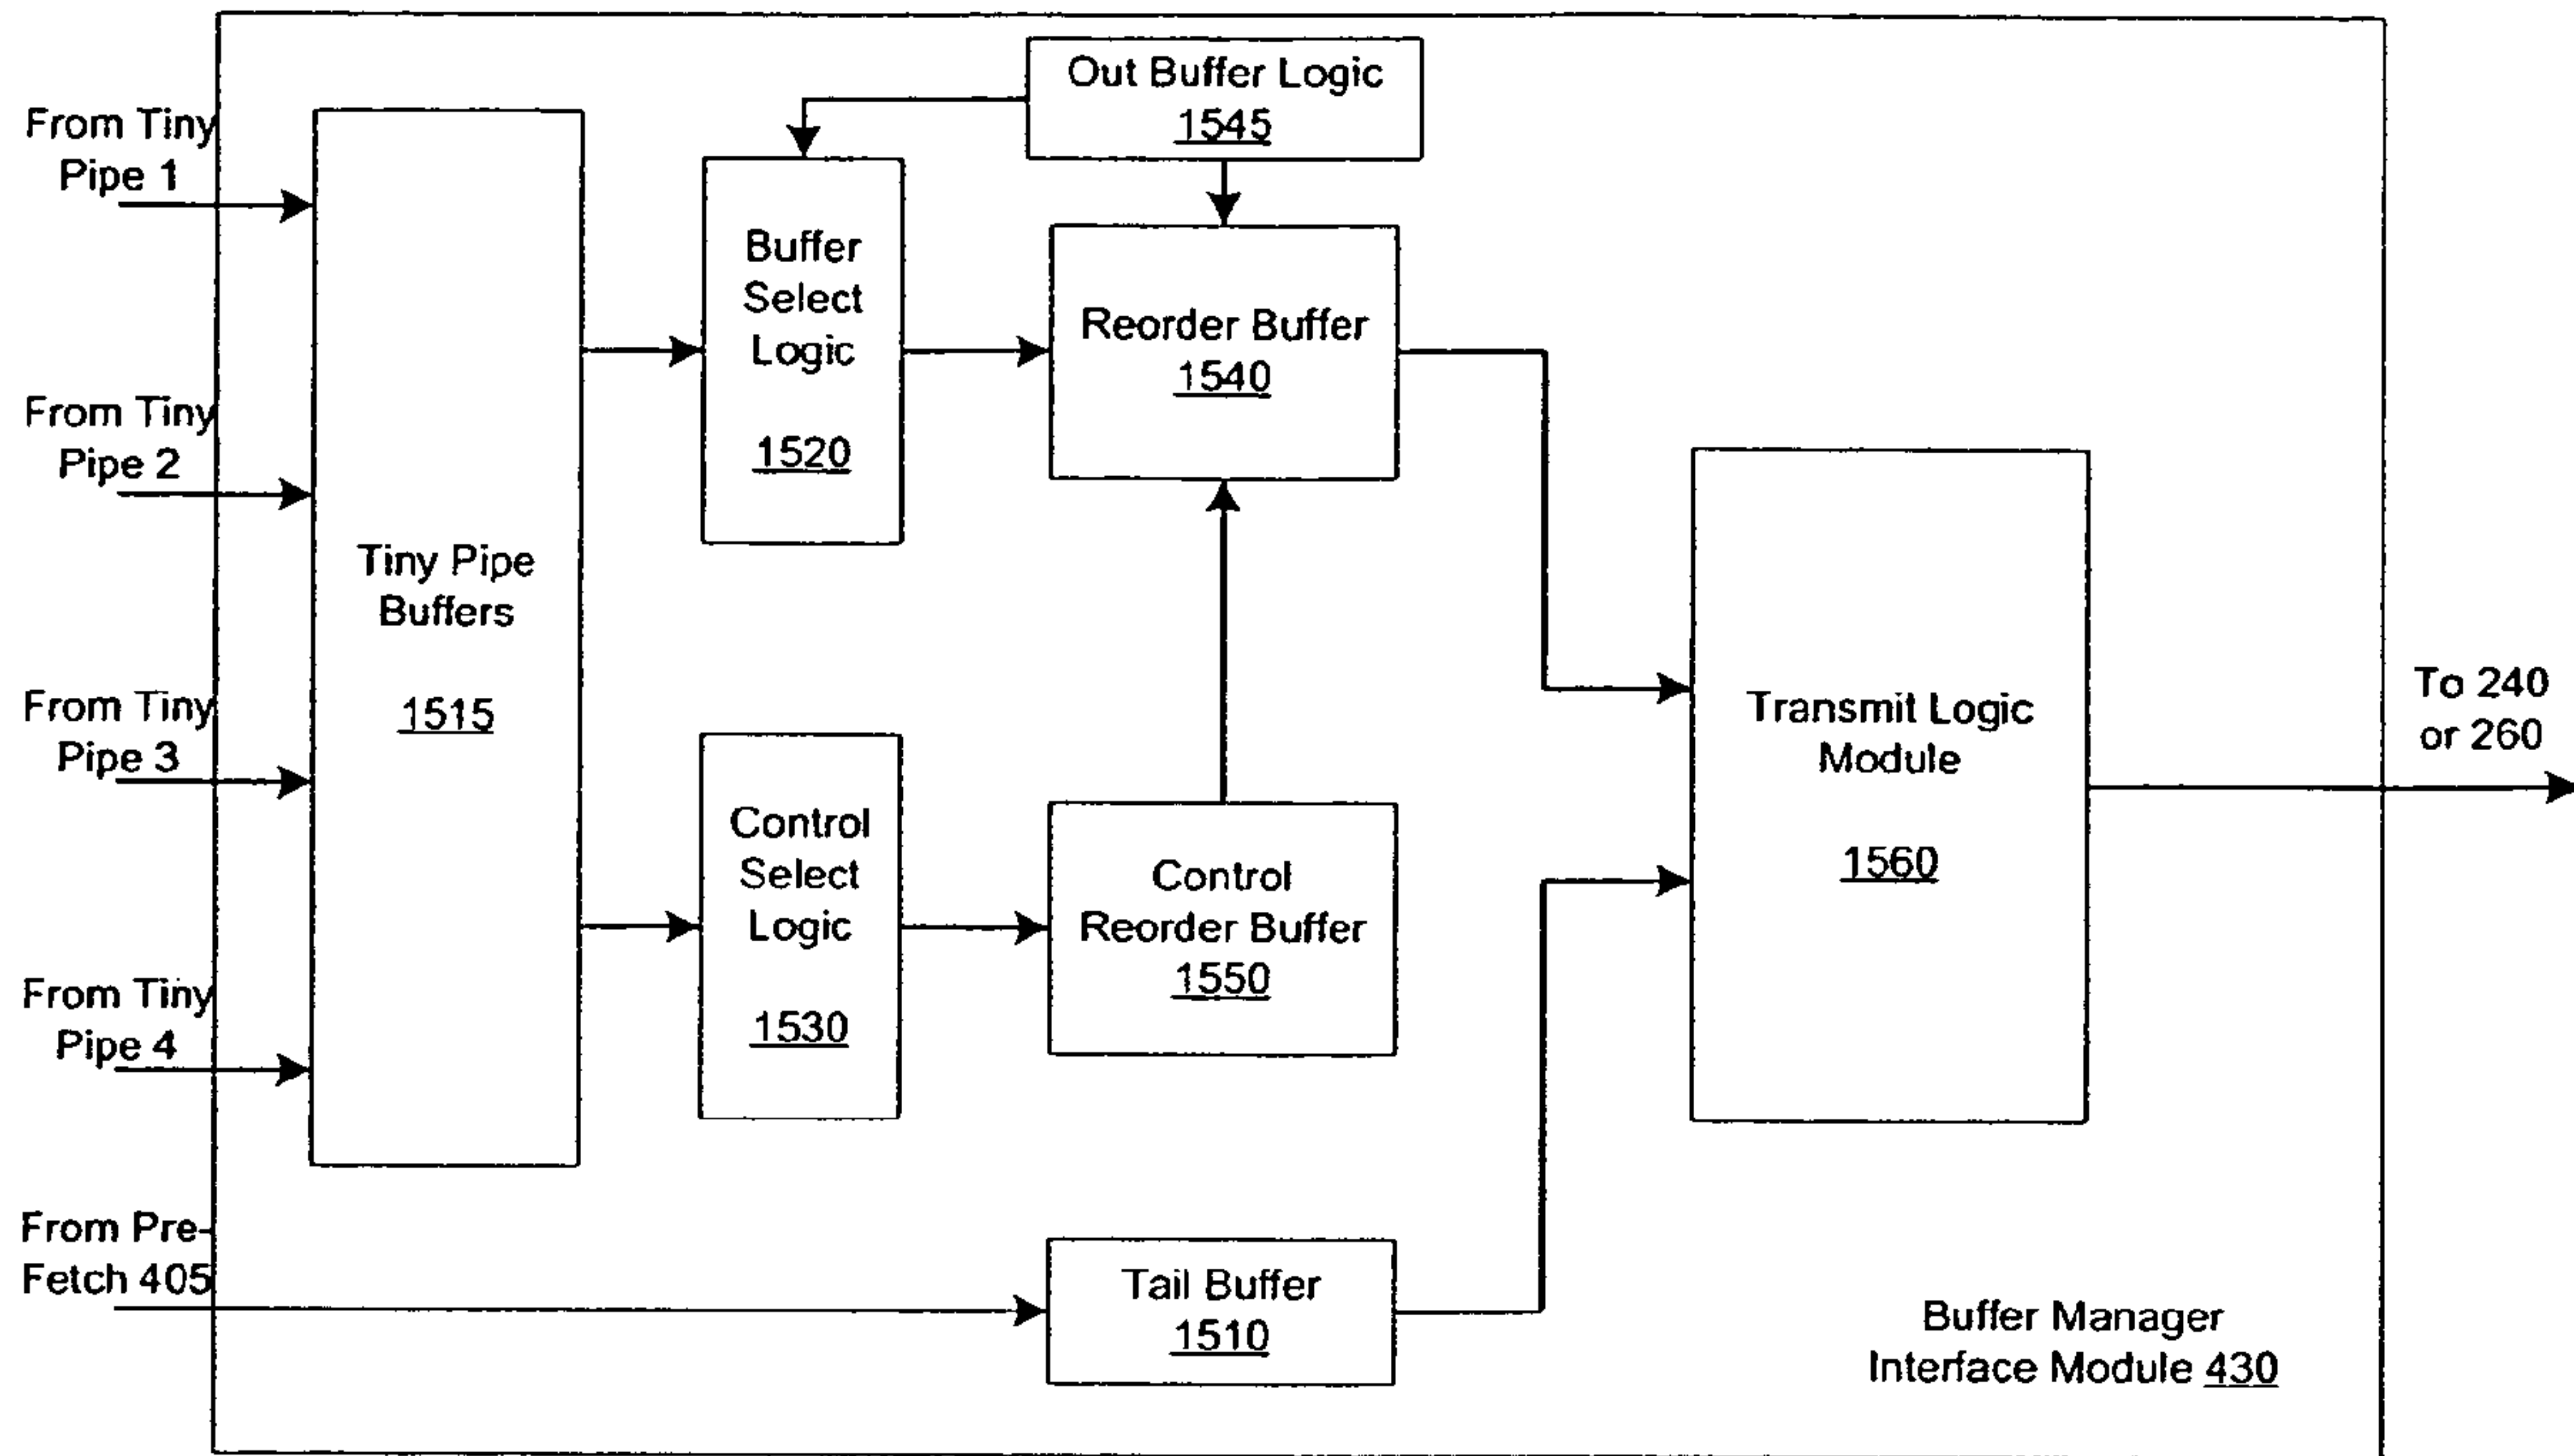 Out Buffer Logic
1545
From Tiny
Pipe 1
Buffer
Select
Logic
1520
Reorder Buffer
1540
From Tiny
Pipe 2
Tiny Pipe
Buffers
1515
From Tiny
Pipe 3
Transmit Logic
Module
1560
To 240
or 260
Control
Select
Logic
1530
Control
Reorder Buffer
1550
From Tiny
Pipe 4
From Pre-
Fetch 405
Tail Buffer
1510
Buffer Manager
Interface Module 430